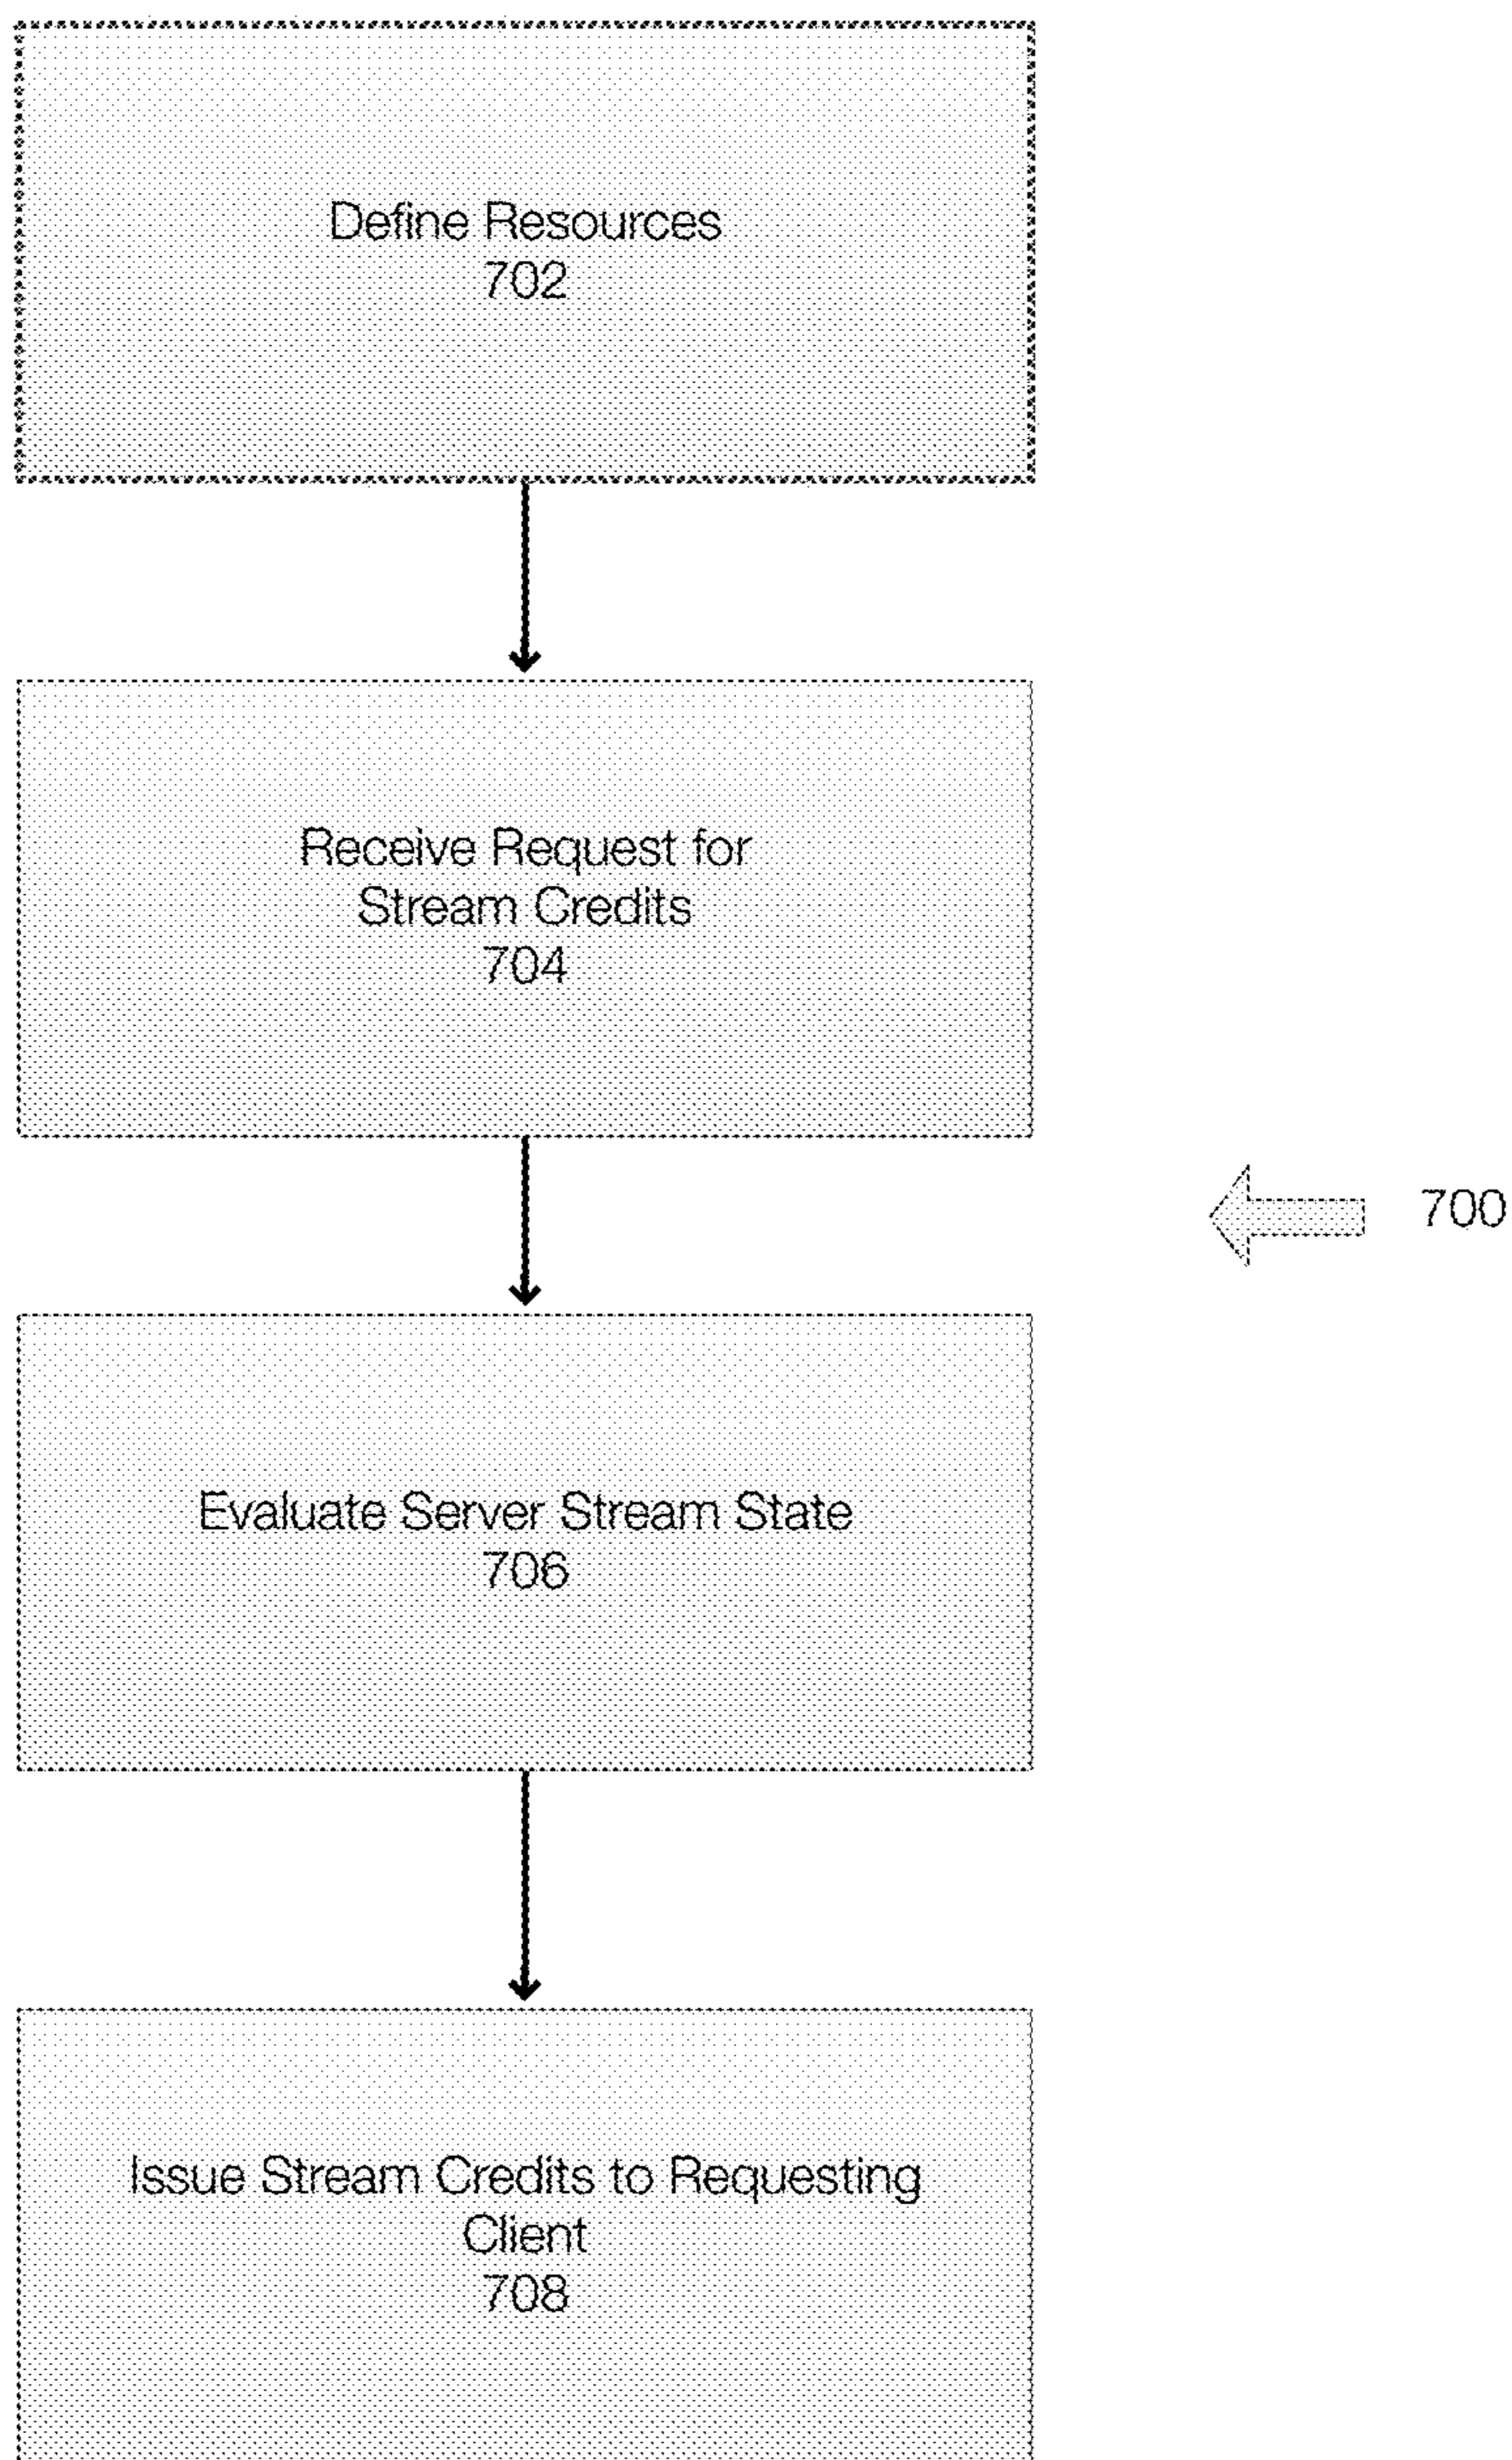 Define Resources
702
Receive Request for
Stream Credits
704
700
Evaluate Server Stream State
706
Issue Stream Credits to Requesting
Client
708